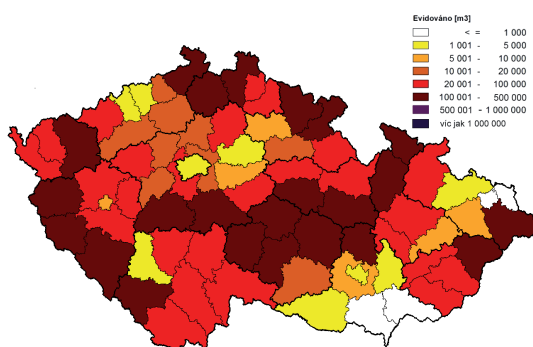 Evidováno [m3]
< = 1 000
1 001 - 5 000
5 001 - 10 000
10 001 - 20 000
20 001 - 100 000
100 001 - 500 000
500 001 - 1 000 000
víc jak 1 000 000